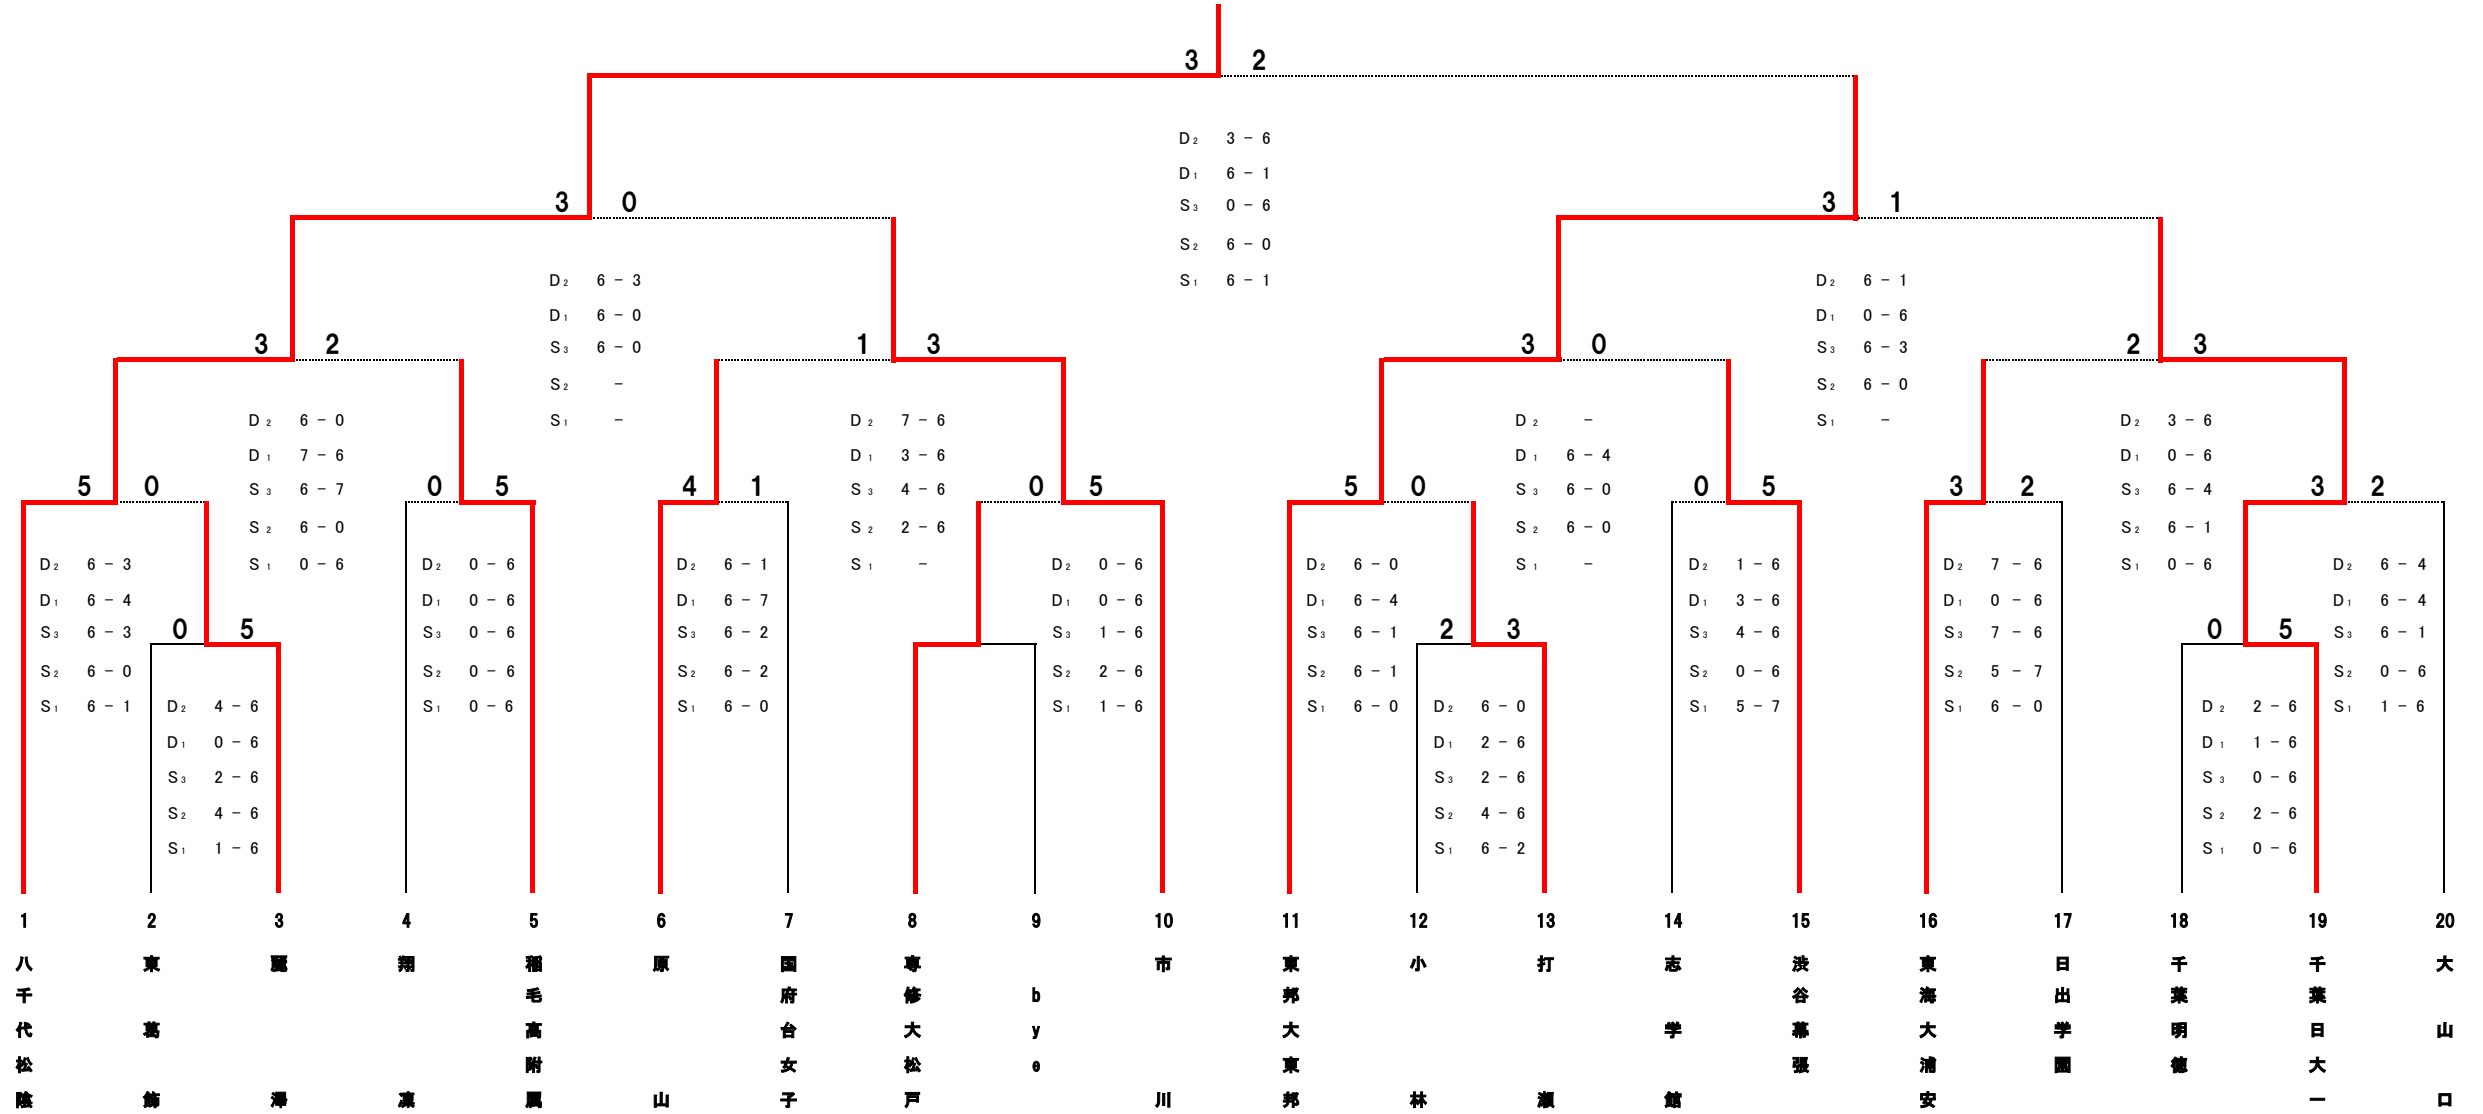 3 2
D2 3-6
D1 6-1
S3 0-6
S2 6-0
S1 6-1
3 0
D2 6-3
D1 6-0
S3 6-0
S2 -
S1 -
3 1
D2 6-1
D1 0-6
S3 6-3
S2 6-0
S1 -
3 2
D2 6-0
D1 7-6
S3 6-7
S2 6-0
S1 0-6
1 3
D2 7-6
D1 3-6
S3 4-6
S2 2-6
S1 -
3 0
D2 -
D1 6-4
S3 6-0
S2 6-0
S1 -
2 3
D2 3-6
D1 0-6
S3 6-4
S2 6-1
S1 0-6
5 0
D2 6-3
D1 6-4
S3 6-3
S2 6-0
S1 6-1
0 5
D2 0-6
D1 0-6
S3 0-6
S2 0-6
S1 0-6
4 1
D2 6-1
D1 6-7
S3 6-2
S2 6-2
S1 6-0
0 5
D2 0-6
D1 0-6
S3 1-6
S2 2-6
S1 1-6
5 0
D2 6-0
D1 6-4
S3 6-1
S2 6-1
S1 6-0
0 5
D2 1-6
D1 3-6
S3 4-6
S2 0-6
S1 5-7
3 2
D2 7-6
D1 0-6
S3 7-6
S2 5-7
S1 6-0
3 2
D2 6-4
D1 6-4
S3 6-1
S2 0-6
S1 1-6
0 5
D2 4-6
D1 0-6
S3 2-6
S2 4-6
S1 1-6
2 3
D2 6-0
D1 2-6
S3 2-6
S2 4-6
S1 6-2
0 5
D2 2-6
D1 1-6
S3 0-6
S2 2-6
S1 0-6
1 八千代松陰
2 東葛飾
3 麗澤
4 翔凜
5 稲毛高附属
6 原山
7 国府台女子
8 専修大松戸
9 bye
10 市川
11 東邦大東邦
12 小林
13 打瀬
14 志学館
15 渋谷幕張
16 東海大浦安
17 日出学園
18 千葉明徳
19 千葉日大一
20 大山口